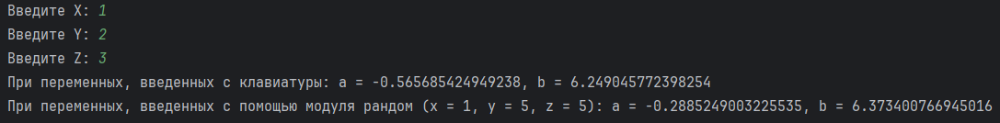 Введите X: 1
Введите Y: 2
Введите Z: 3
При переменных, введенных с клавиатуры: a = -0.565685424949238, b = 6.249045772398254
При переменных, введенных с помощью модуля рандом (x = 1, y = 5, z = 5): a = -0.2885249003225535, b = 6.373400766945016